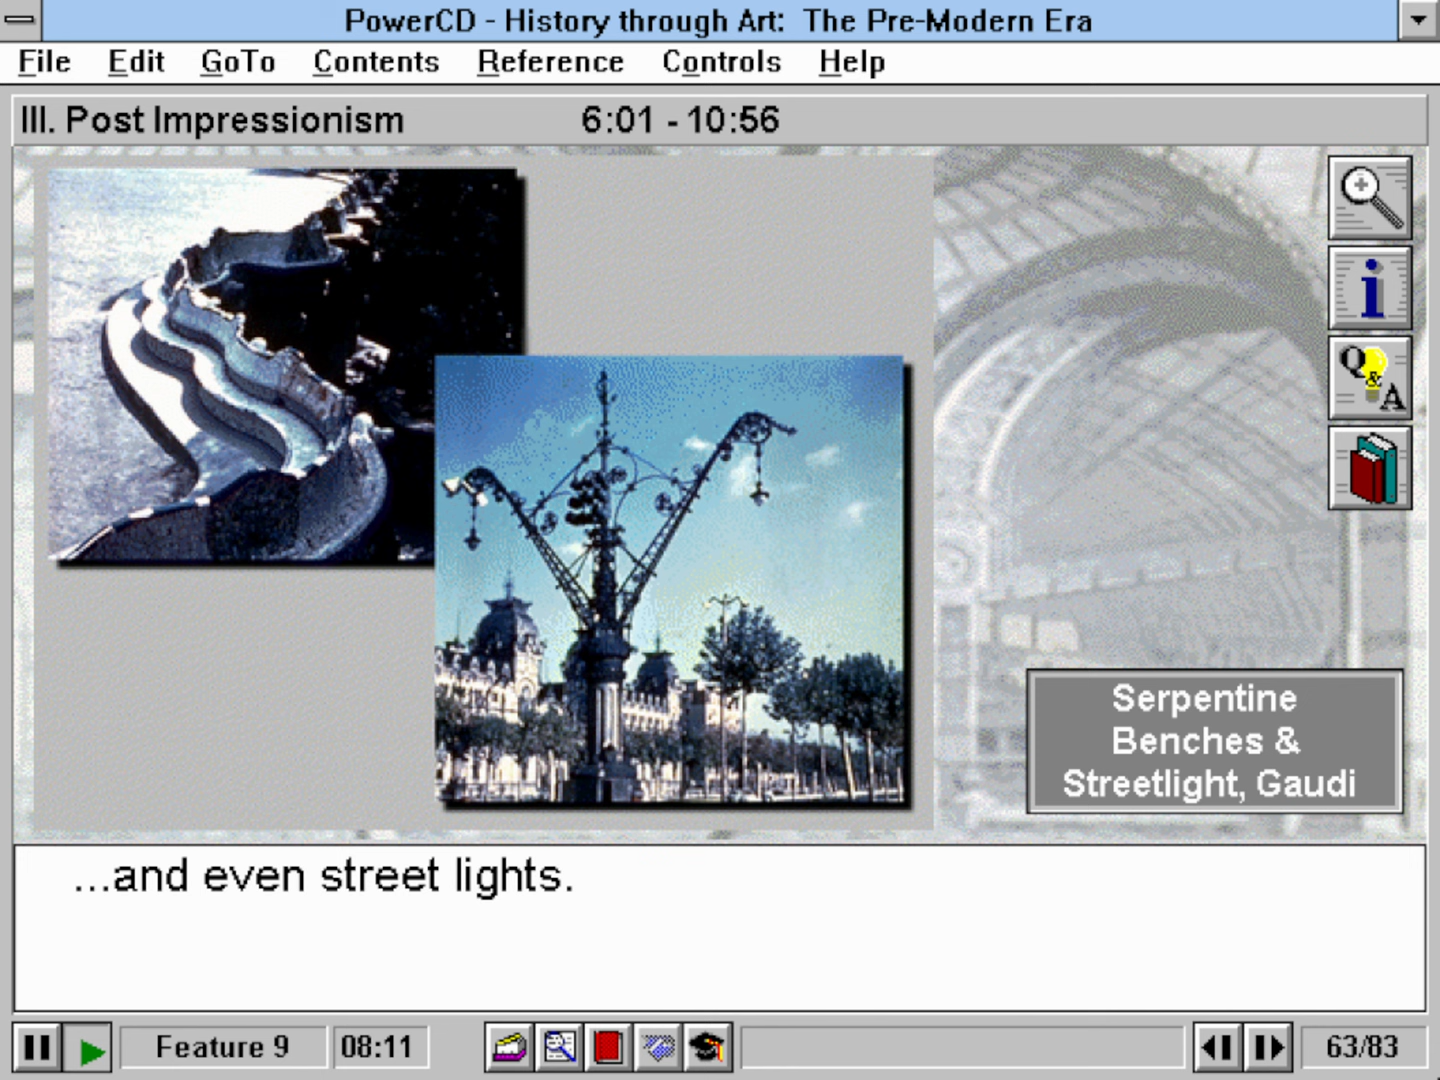 PowerCD - History through Art:  The Pre-Modern Era
File Edit GoTo Contents Reference Controls Help
III. Post Impressionism 6:01 - 10:56
i
Q & A
Serpentine
Benches &
Streetlight, Gaudi
...and even street lights.
Feature 9 08:11 63/83